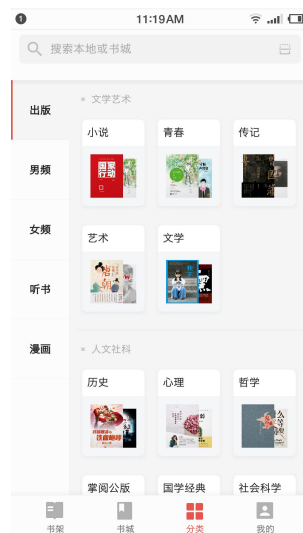 11:19AM
搜索本地或书城
出版
男频
女频
听书
漫画
文学艺术
小说
青春
传记
国家行动
艺术
文学
唐朝
人文社科
历史
心理
哲学
掌阅公版
国学经典
社会科学
书架
书城
分类
我的